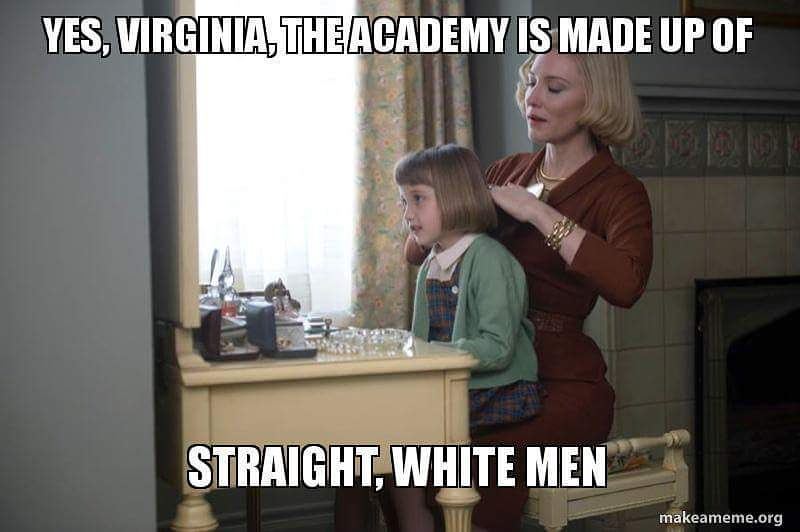 YES, VIRGINIA, THE ACADEMY IS MADE UP OF
STRAIGHT, WHITE MEN
makeameme.org